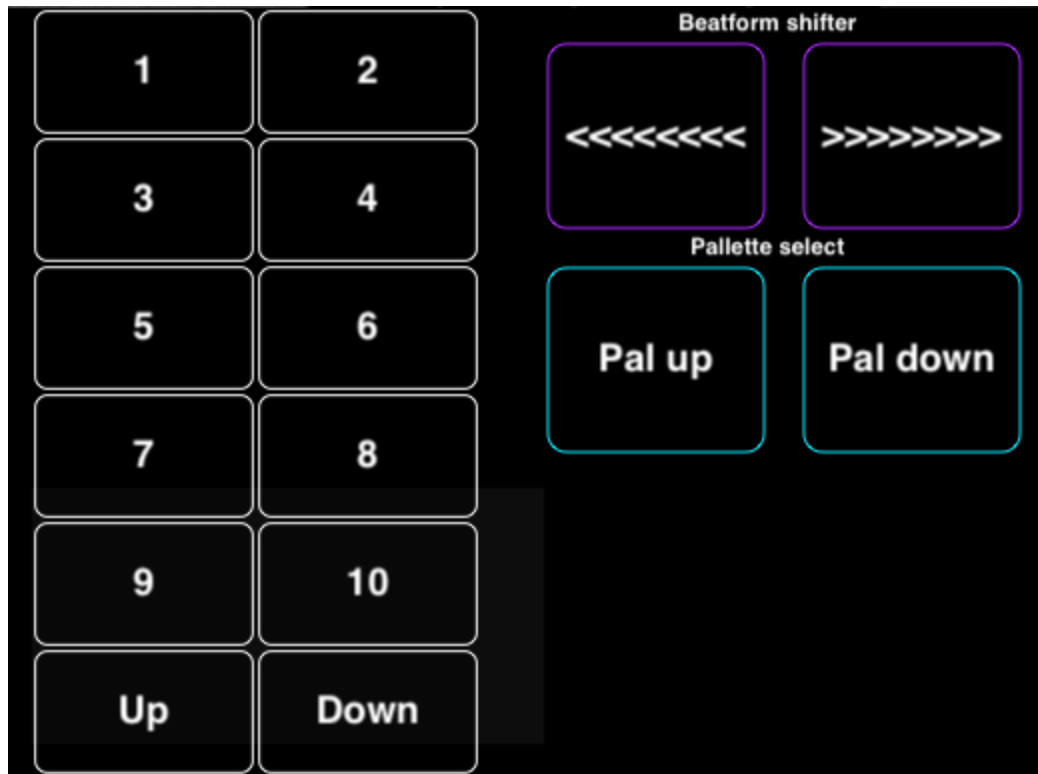 1 2
3 4
5 6
7 8
9 10
Up Down
Beatform shifter
<<<<<<<< >>>>>>>>
Pallette select
Pal up Pal down